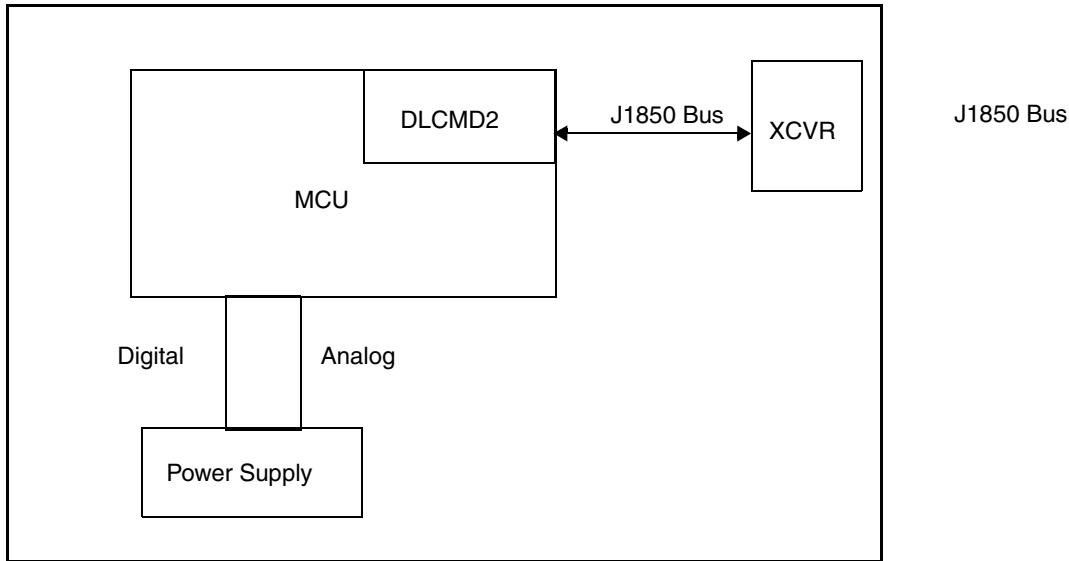 DLCMD2
J1850 Bus
XCVR
J1850 Bus
MCU
Digital
Analog
Power Supply